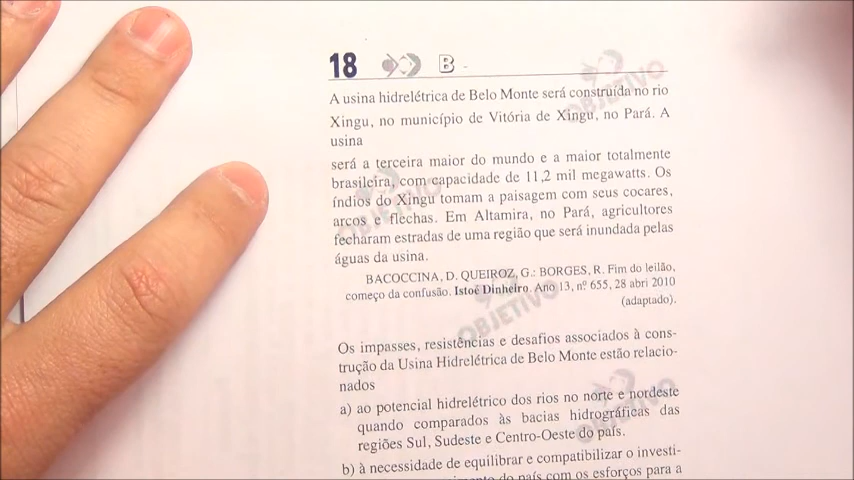 18 B
A usina hidrelétrica de Belo Monte será construída no rio
Xingu, no município de Vitória de Xingu, no Pará. A
usina
será a terceira maior do mundo e a maior totalmente
brasileira, com capacidade de 11,2 mil megawatts. Os
índios do Xingu tomam a paisagem com seus cocares,
arcos e flechas. Em Altamira, no Pará, agricultores
fecharam estradas de uma região que será inundada pelas
águas da usina.
BACOCCINA, D. QUEIROZ, G.: BORGES, R. Fim do leilão,
começo da confusão. Istoé Dinheiro. Ano 13, nº 655, 28 abri 2010
(adaptado).
Os impasses, resistências e desafios associados à cons-
trução da Usina Hidrelétrica de Belo Monte estão relacio-
nados
a) ao potencial hidrelétrico dos rios no norte e nordeste
quando comparados às bacias hidrográficas das
regiões Sul, Sudeste e Centro-Oeste do país.
b) à necessidade de equilibrar e compatibilizar o investi-
do país com os esforços para a
OBJETIVO
OBJETIVO
OBJETIVO
OBJETIVO